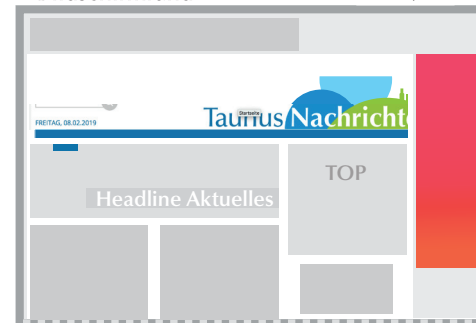 Startseite
Taunus Nachricht
FREITAG, 08.02.2019
TOP
Headline Aktuelles